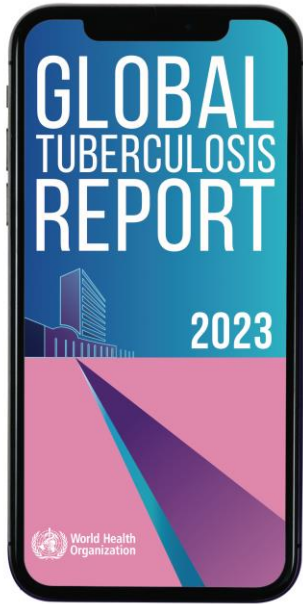 GLOBAL
TUBERCULOSIS
REPORT
2023
World Health
Organization